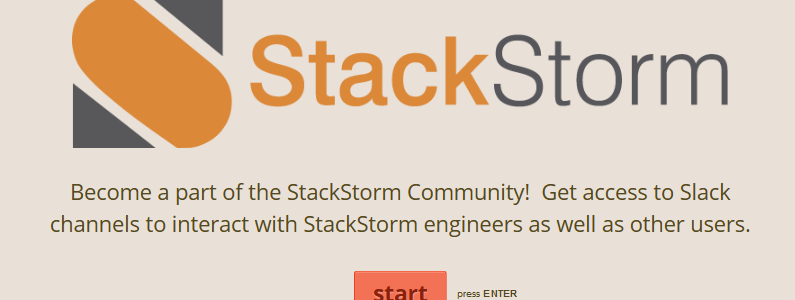 StackStorm
Become a part of the StackStorm Community!  Get access to Slack
channels to interact with StackStorm engineers as well as other users.
start press ENTER